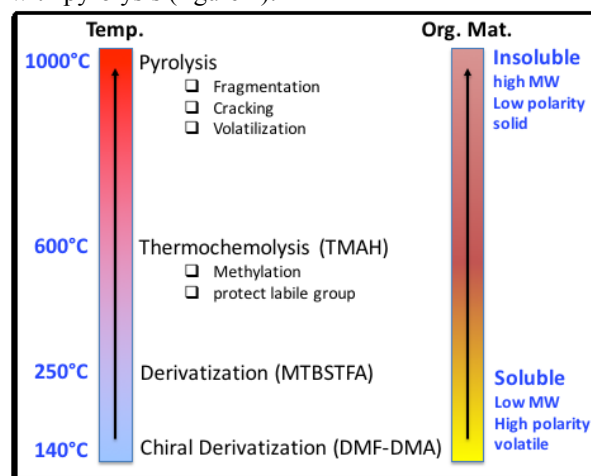 Temp.
Org. Mat.
1000°C
Pyrolysis
❑ Fragmentation
❑ Cracking
❑ Volatilization
Insoluble
high MW
Low polarity
solid
600°C
Thermochemolysis (TMAH)
❑ Methylation
❑ protect labile group
250°C
Derivatization (MTBSTFA)
Soluble
Low MW
High polarity
volatile
140°C
Chiral Derivatization (DMF-DMA)